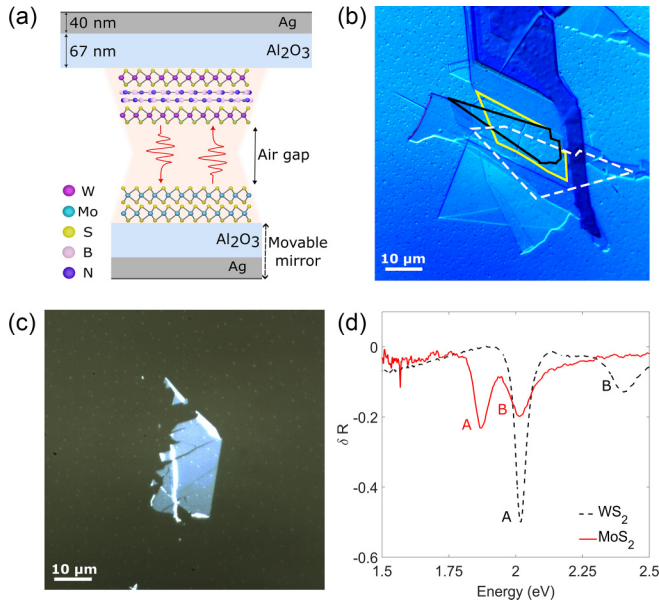 (a)
40 nm
Ag
67 nm
Al2O3
Air gap
W
Mo
S
B
N
Al2O3
Movable
mirror
Ag
(b)
10 μm
(c)
10 μm
(d)
0
-0.2
-0.4
-0.6
δ R
A
B
A
B
WS2
MoS2
1.5
1.75
2
2.25
2.5
Energy (eV)